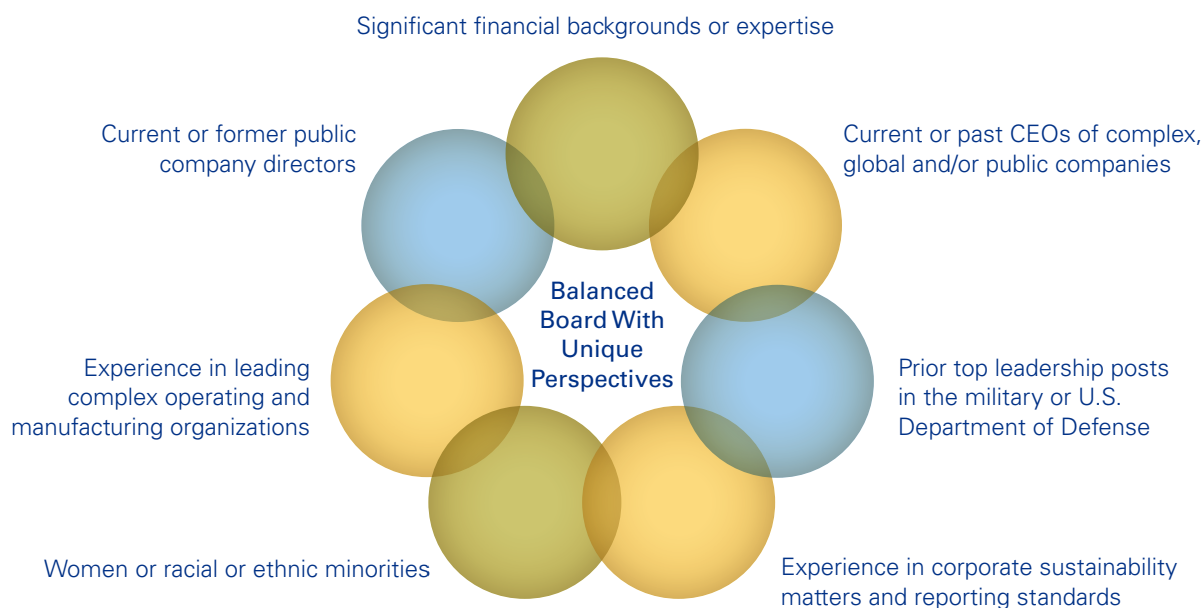 Significant financial backgrounds or expertise
Current or former public
company directors
Current or past CEOs of complex,
global and/or public companies
Balanced
Board With
Unique
Perspectives
Experience in leading
complex operating and
manufacturing organizations
Prior top leadership posts
in the military or U.S.
Department of Defense
Women or racial or ethnic minorities
Experience in corporate sustainability
matters and reporting standards